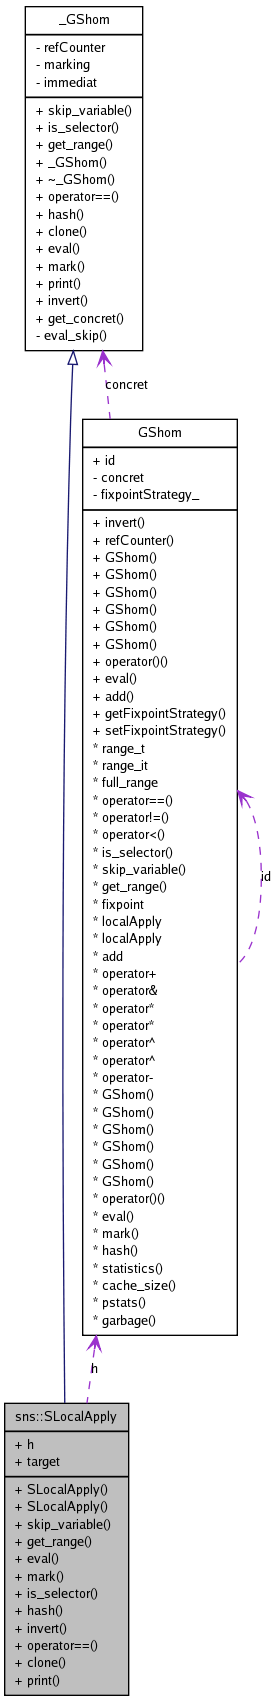 _GShom
- refCounter
- marking
- immediat
+ skip_variable()
+ is_selector()
+ get_range()
+ _GShom()
+ ~_GShom()
+ operator==()
+ hash()
+ clone()
+ eval()
+ mark()
+ print()
+ invert()
+ get_concret()
- eval_skip()
concret
GShom
+ id
- concret
- fixpointStrategy_
+ invert()
+ refCounter()
+ GShom()
+ GShom()
+ GShom()
+ GShom()
+ GShom()
+ GShom()
+ operator()()
+ eval()
+ add()
+ getFixpointStrategy()
+ setFixpointStrategy()
* range_t
* range_it
* full_range
* operator==()
* operator!=()
* operator<()
* is_selector()
* skip_variable()
* get_range()
* fixpoint
* localApply
* localApply
* add
* operator+
* operator&
* operator*
* operator*
* operator^
* operator^
* operator-
* GShom()
* GShom()
* GShom()
* GShom()
* GShom()
* GShom()
* operator()()
* eval()
* mark()
* hash()
* statistics()
* cache_size()
* pstats()
* garbage()
id
h
sns::SLocalApply
+ h
+ target
+ SLocalApply()
+ SLocalApply()
+ skip_variable()
+ get_range()
+ eval()
+ mark()
+ is_selector()
+ hash()
+ invert()
+ operator==()
+ clone()
+ print()